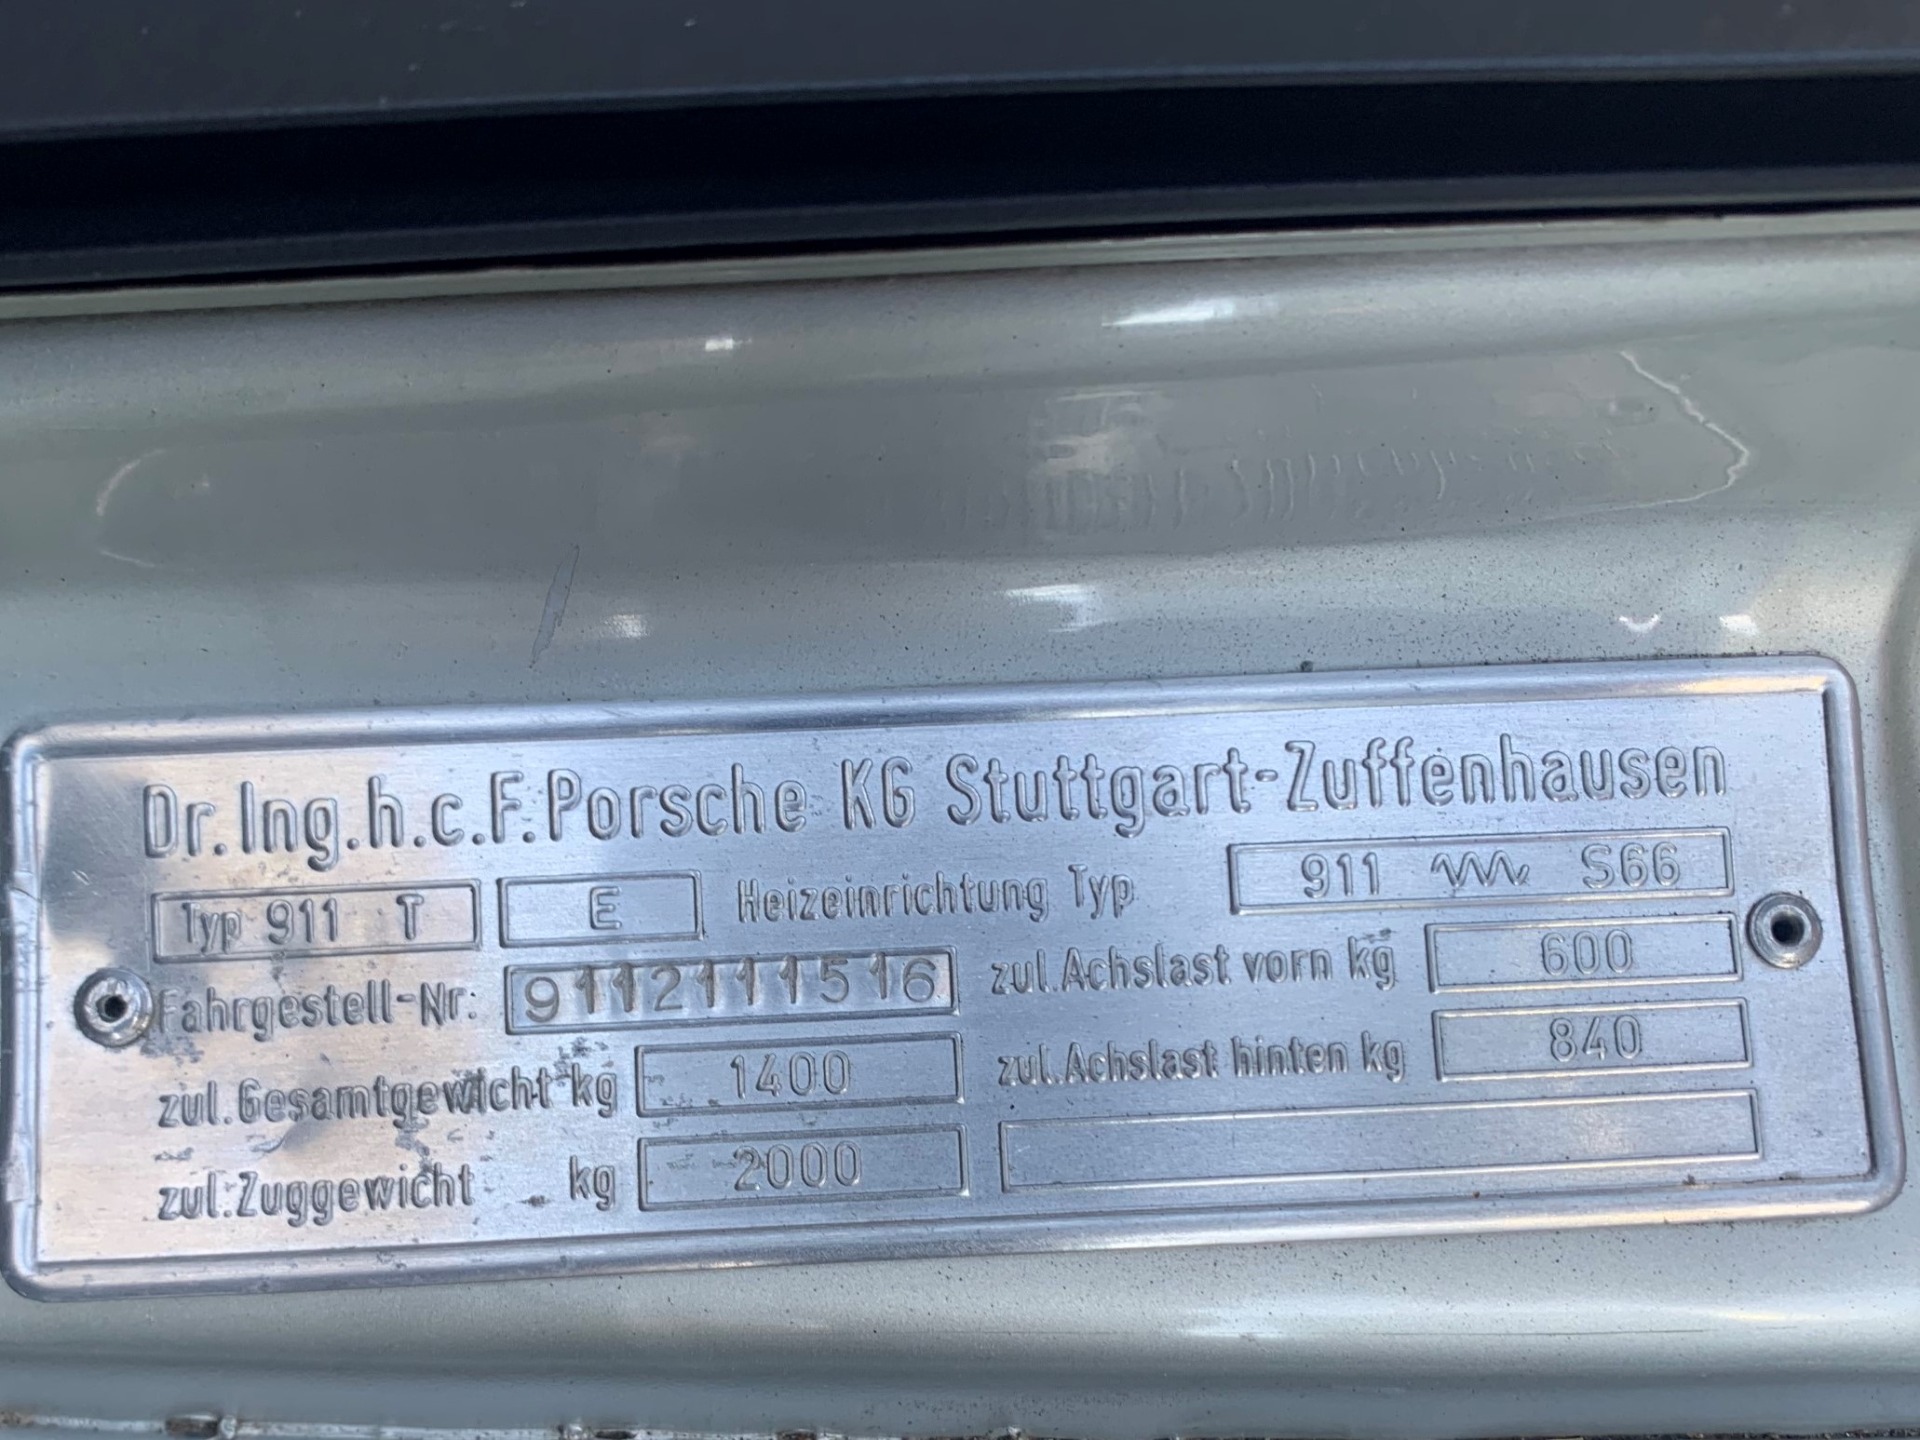 Dr. Ing. h. c. F. Porsche KG Stuttgart-Zuffenhausen
Typ 911 T E Heizeinrichtung Typ 911 S66
Fahrgestell-Nr: 9112111516 zul. Achslast vorn kg 600
zul. Gesamtgewicht kg 1400 zul. Achslast hinten kg 840
zul. Zuggewicht kg 2000